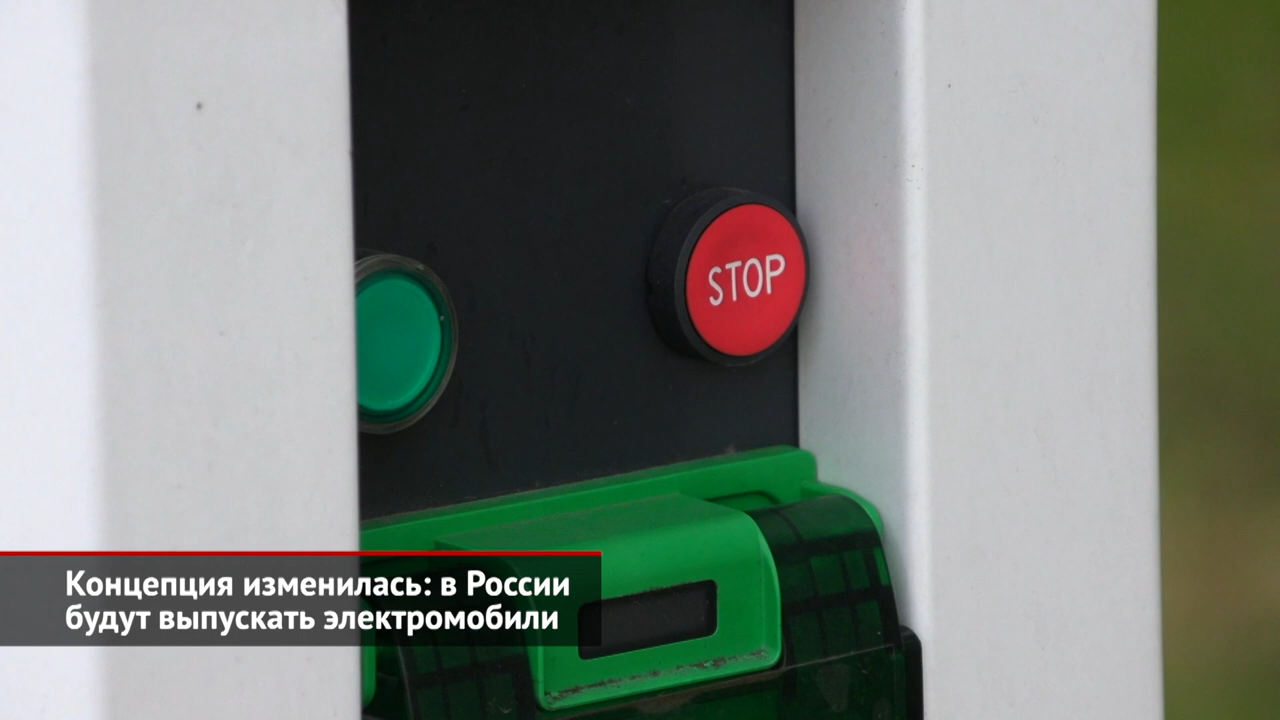 STOP
Концепция изменилась: в России
будут выпускать электромобили